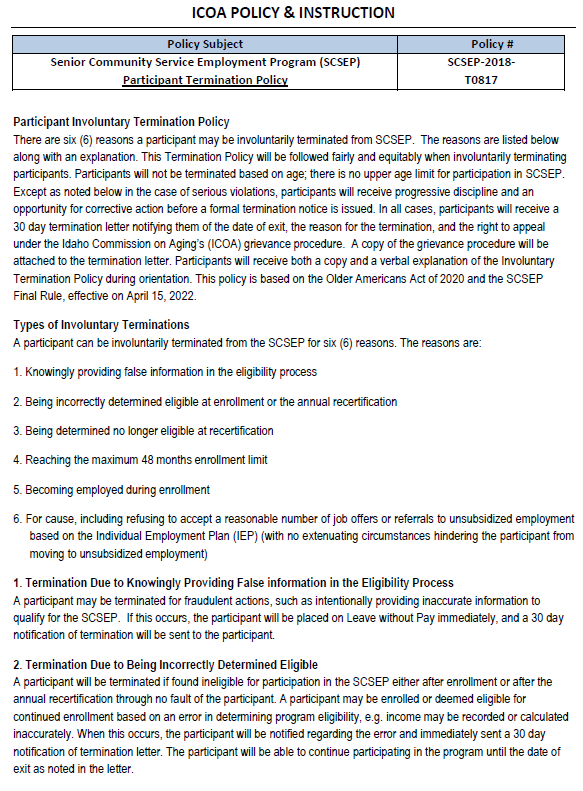 ICOA POLICY & INSTRUCTION
Policy Subject
Policy #
Senior Community Service Employment Program (SCSEP)
Participant Termination Policy
SCSEP-2018-
T0817
Participant Involuntary Termination Policy
There are six (6) reasons a participant may be involuntarily terminated from SCSEP. The reasons are listed below
along with an explanation. This Termination Policy will be followed fairly and equitably when involuntarily terminating
participants. Participants will not be terminated based on age; there is no upper age limit for participation in SCSEP.
Except as noted below in the case of serious violations, participants will receive progressive discipline and an
opportunity for corrective action before a formal termination notice is issued. In all cases, participants will receive a
30 day termination letter notifying them of the date of exit, the reason for the termination, and the right to appeal
under the Idaho Commission on Aging's (ICOA) grievance procedure. A copy of the grievance procedure will be
attached to the termination letter. Participants will receive both a copy and a verbal explanation of the Involuntary
Termination Policy during orientation. This policy is based on the Older Americans Act of 2020 and the SCSEP
Final Rule, effective on April 15, 2022.
Types of Involuntary Terminations
A participant can be involuntarily terminated from the SCSEP for six (6) reasons. The reasons are:
1. Knowingly providing false information in the eligibility process
2. Being incorrectly determined eligible at enrollment or the annual recertification
3. Being determined no longer eligible at recertification
4. Reaching the maximum 48 months enrollment limit
5. Becoming employed during enrollment
6. For cause, including refusing to accept a reasonable number of job offers or referrals to unsubsidized employment
based on the Individual Employment Plan (IEP) (with no extenuating circumstances hindering the participant from
moving to unsubsidized employment)
1. Termination Due to Knowingly Providing False information in the Eligibility Process
A participant may be terminated for fraudulent actions, such as intentionally providing inaccurate information to
qualify for the SCSEP. If this occurs, the participant will be placed on Leave without Pay immediately, and a 30 day
notification of termination will be sent to the participant.
2. Termination Due to Being Incorrectly Determined Eligible
A participant will be terminated if found ineligible for participation in the SCSEP either after enrollment or after the
annual recertification through no fault of the participant. A participant may be enrolled or deemed eligible for
continued enrollment based on an error in determining program eligibility, e.g. income may be recorded or calculated
inaccurately. When this occurs, the participant will be notified regarding the error and immediately sent a 30 day
notification of termination letter. The participant will be able to continue participating in the program until the date of
exit as noted in the letter.